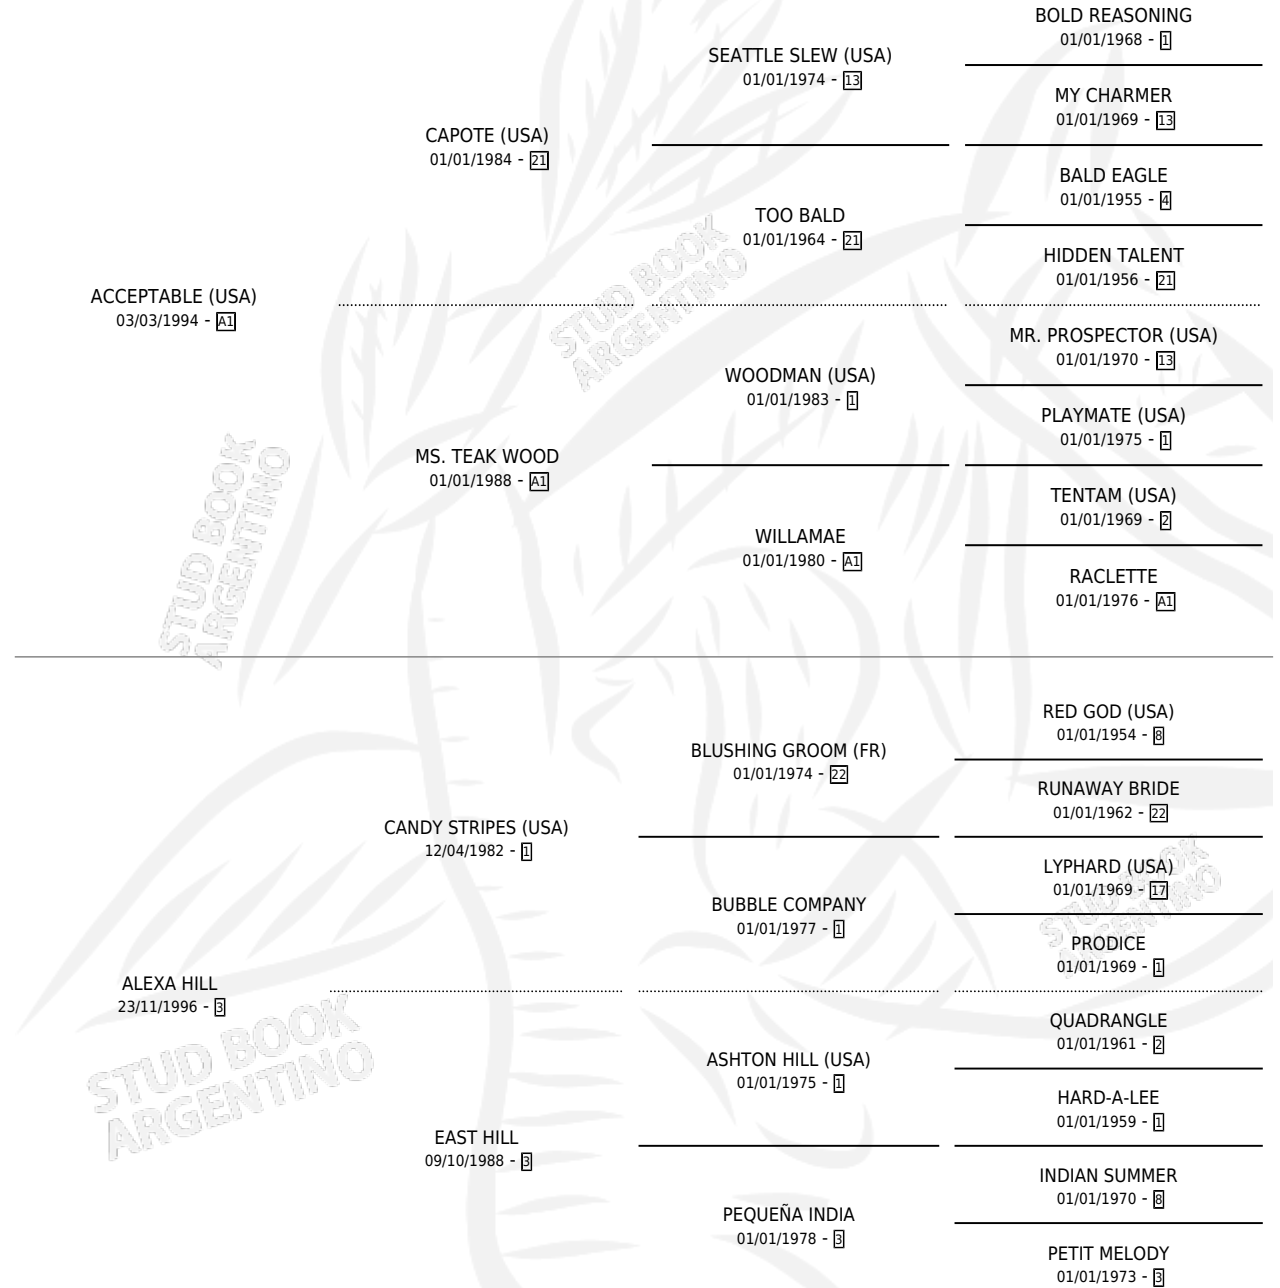 BOLD REASONING
01/01/1968 - 1
SEATTLE SLEW (USA)
01/01/1974 - 13
MY CHARMER
01/01/1969 - 13
CAPOTE (USA)
01/01/1984 - 21
BALD EAGLE
01/01/1955 - 4
TOO BALD
01/01/1964 - 21
HIDDEN TALENT
01/01/1956 - 21
ACCEPTABLE (USA)
03/03/1994 - A1
STUD BOOK
ARGENTINO
MR. PROSPECTOR (USA)
01/01/1970 - 13
WOODMAN (USA)
01/01/1983 - 1
PLAYMATE (USA)
01/01/1975 - 1
MS. TEAK WOOD
01/01/1988 - A1
STUD BOOK
ARGENTINO
TENTAM (USA)
01/01/1969 - 2
WILLAMAE
01/01/1980 - A1
RACLETTE
01/01/1976 - A1
RED GOD (USA)
01/01/1954 - 8
BLUSHING GROOM (FR)
01/01/1974 - 22
RUNAWAY BRIDE
01/01/1962 - 22
CANDY STRIPES (USA)
12/04/1982 - 1
LYPHARD (USA)
01/01/1969 - 17
BUBBLE COMPANY
01/01/1977 - 1
STUD BOOK
ARGENTINO
PRODICE
01/01/1969 - 1
ALEXA HILL
23/11/1996 - 3
STUD BOOK
ARGENTINO
QUADRANGLE
01/01/1961 - 2
ASHTON HILL (USA)
01/01/1975 - 1
HARD-A-LEE
01/01/1959 - 1
EAST HILL
09/10/1988 - 3
INDIAN SUMMER
01/01/1970 - 8
PEQUEÑA INDIA
01/01/1978 - 3
PETIT MELODY
01/01/1973 - 3